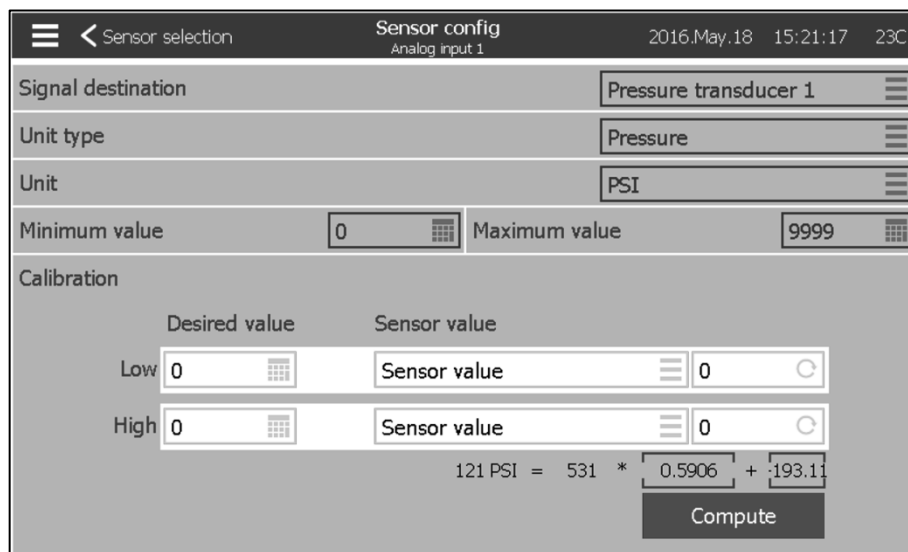 Sensor selection Sensor config 2016.May.18 15:21:17 23C
Analog input 1
Signal destination Pressure transducer 1
Unit type Pressure
Unit PSI
Minimum value 0 Maximum value 9999
Calibration
Desired value Sensor value
Low 0 Sensor value 0
High 0 Sensor value 0
121 PSI = 531 * 0.5906 + -193.11
Compute